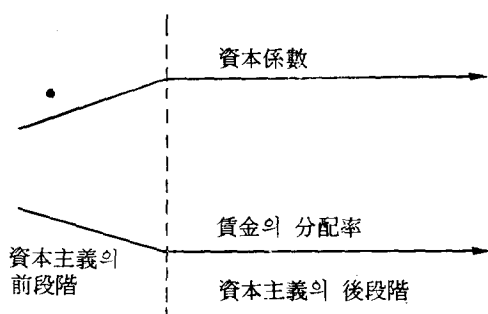 資本係數
賃金의 分配率
資本主義의
前段階
資本主義의 後段階